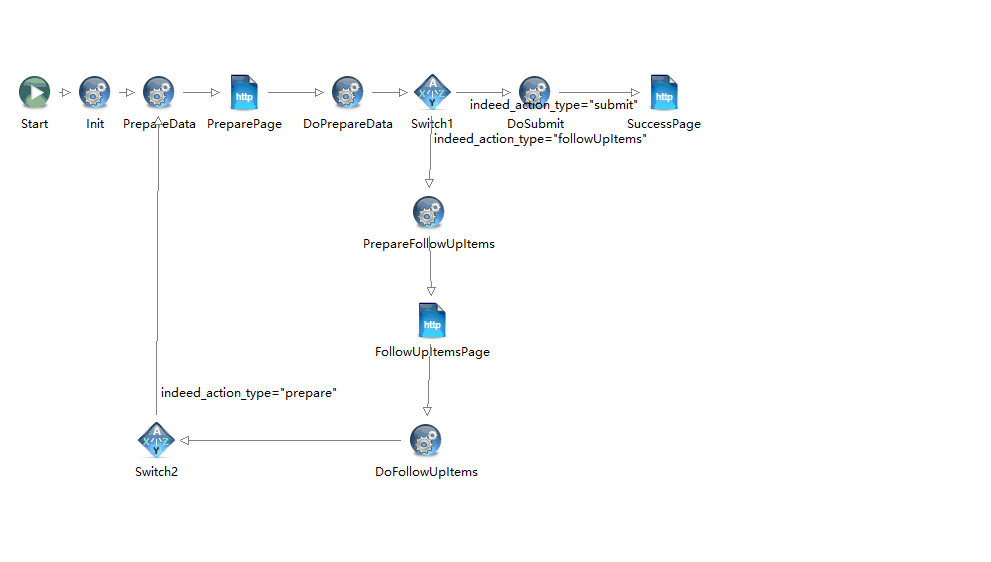 http
http
A
X Z
Y
Start
Init
PrepareData
PreparePage
DoPrepareData
Switch1
DoSubmit
SuccessPage
indeed_action_type="submit"
indeed_action_type="followUpItems"
PrepareFollowUpItems
http
FollowUpItemsPage
indeed_action_type="prepare"
A
X Z
Y
Switch2
DoFollowUpItems